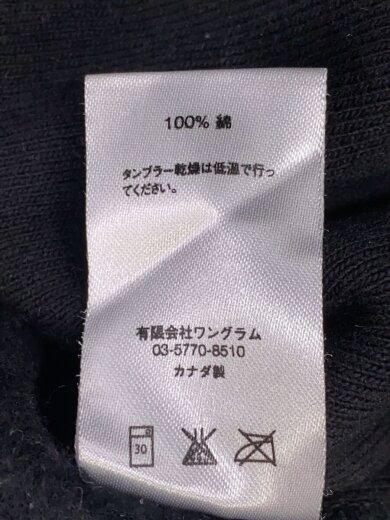 100% 綿
タンブラー乾燥は低温で行っ
てください。
有限会社ワングラム
03-5770-8510
カナダ製
30